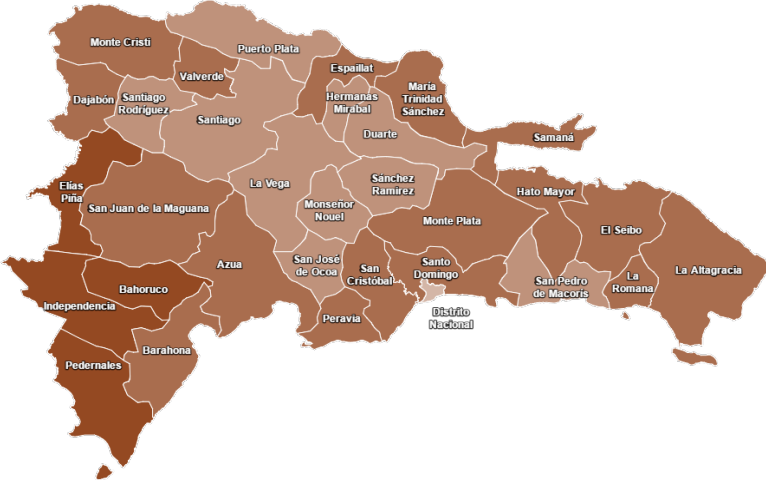 Monte Cristi
Puerto Plata
Espaillat
Valverde
María
Trinidad
Sánchez
Dajabón
Santiago
Rodríguez
Hermanas
Mirabal
Santiago
Duarte
Samaná
Elías
Piña
La Vega
Sánchez
Ramírez
Hato Mayor
San Juan de la Maguana
Monseñor
Nouel
Monte Plata
El Seibo
Azua
San José
de Ocoa
San
Cristóbal
Santo
Domingo
La Altagracia
Bahoruco
San Pedro
de Macorís
La
Romana
Independencia
Distrito
Nacional
Peravia
Barahona
Pedernales